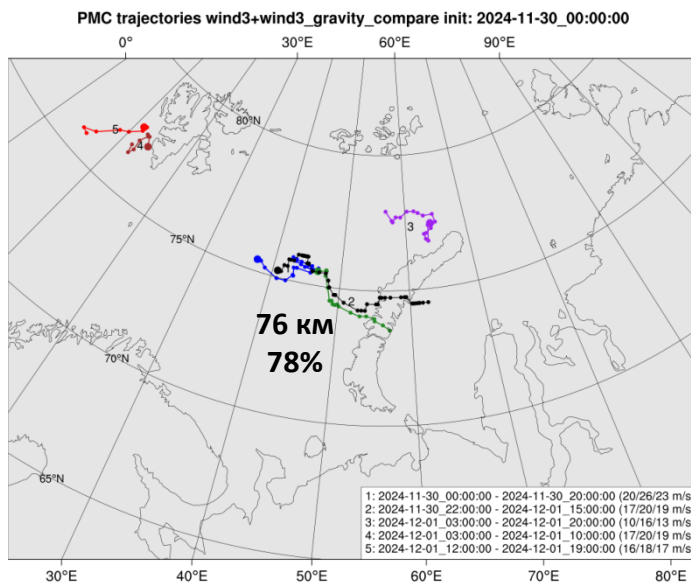 PMC trajectories wind3+wind3_gravity_compare init: 2024-11-30_00:00:00
0° 30°E 60°E 90°E
80°N
5
4
75°N
3
1
2
76 км
78%
70°N
65°N
1: 2024-11-30_00:00:00 - 2024-11-30_20:00:00 (20/26/23 m/s
2: 2024-11-30_22:00:00 - 2024-12-01_15:00:00 (17/20/19 m/s
3: 2024-12-01_03:00:00 - 2024-12-01_20:00:00 (10/16/13 m/s
4: 2024-12-01_03:00:00 - 2024-12-01_10:00:00 (17/20/19 m/s
5: 2024-12-01_12:00:00 - 2024-12-01_19:00:00 (16/18/17 m/s
30°E 40°E 50°E 60°E 70°E 80°E